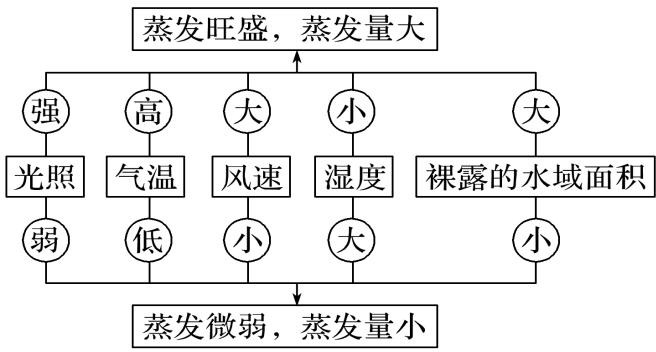 蒸发旺盛，蒸发量大
强 高 大 小 大
光照 气温 风速 湿度 裸露的水域面积
弱 低 小 大 小
蒸发微弱，蒸发量小